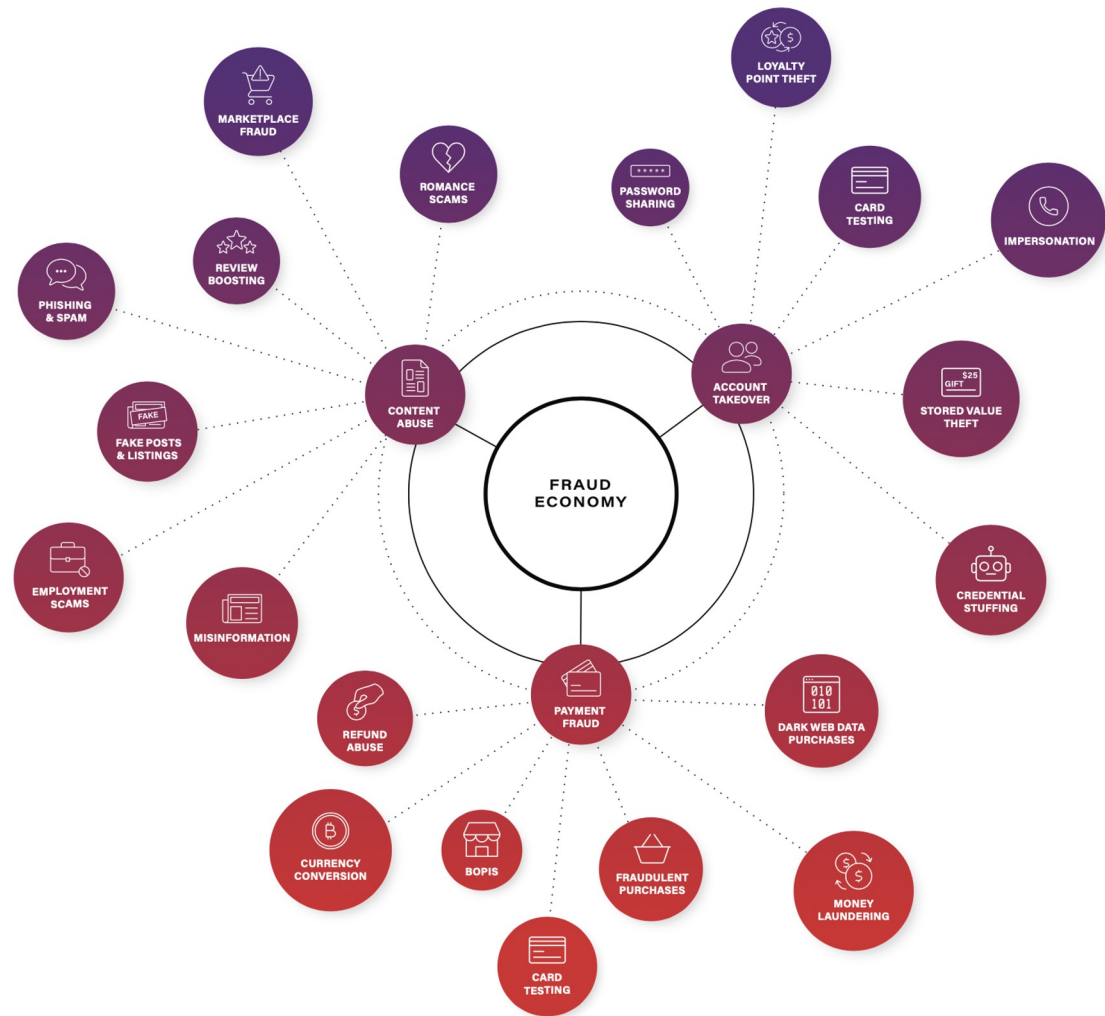 LOYALTY
POINT THEFT
MARKETPLACE
FRAUD
ROMANCE
SCAMS
*****
PASSWORD
SHARING
CARD
TESTING
IMPERSONATION
REVIEW
BOOSTING
PHISHING
& SPAM
CONTENT
ABUSE
ACCOUNT
TAKEOVER
$25
GIFT
STORED VALUE
THEFT
FAKE
FAKE POSTS
& LISTINGS
FRAUD
ECONOMY
EMPLOYMENT
SCAMS
CREDENTIAL
STUFFING
MISINFORMATION
PAYMENT
FRAUD
$
REFUND
ABUSE
010
101
DARK WEB DATA
PURCHASES
B
CURRENCY
CONVERSION
BOPIS
FRAUDULENT
PURCHASES
$
$
MONEY
LAUNDERING
CARD
TESTING